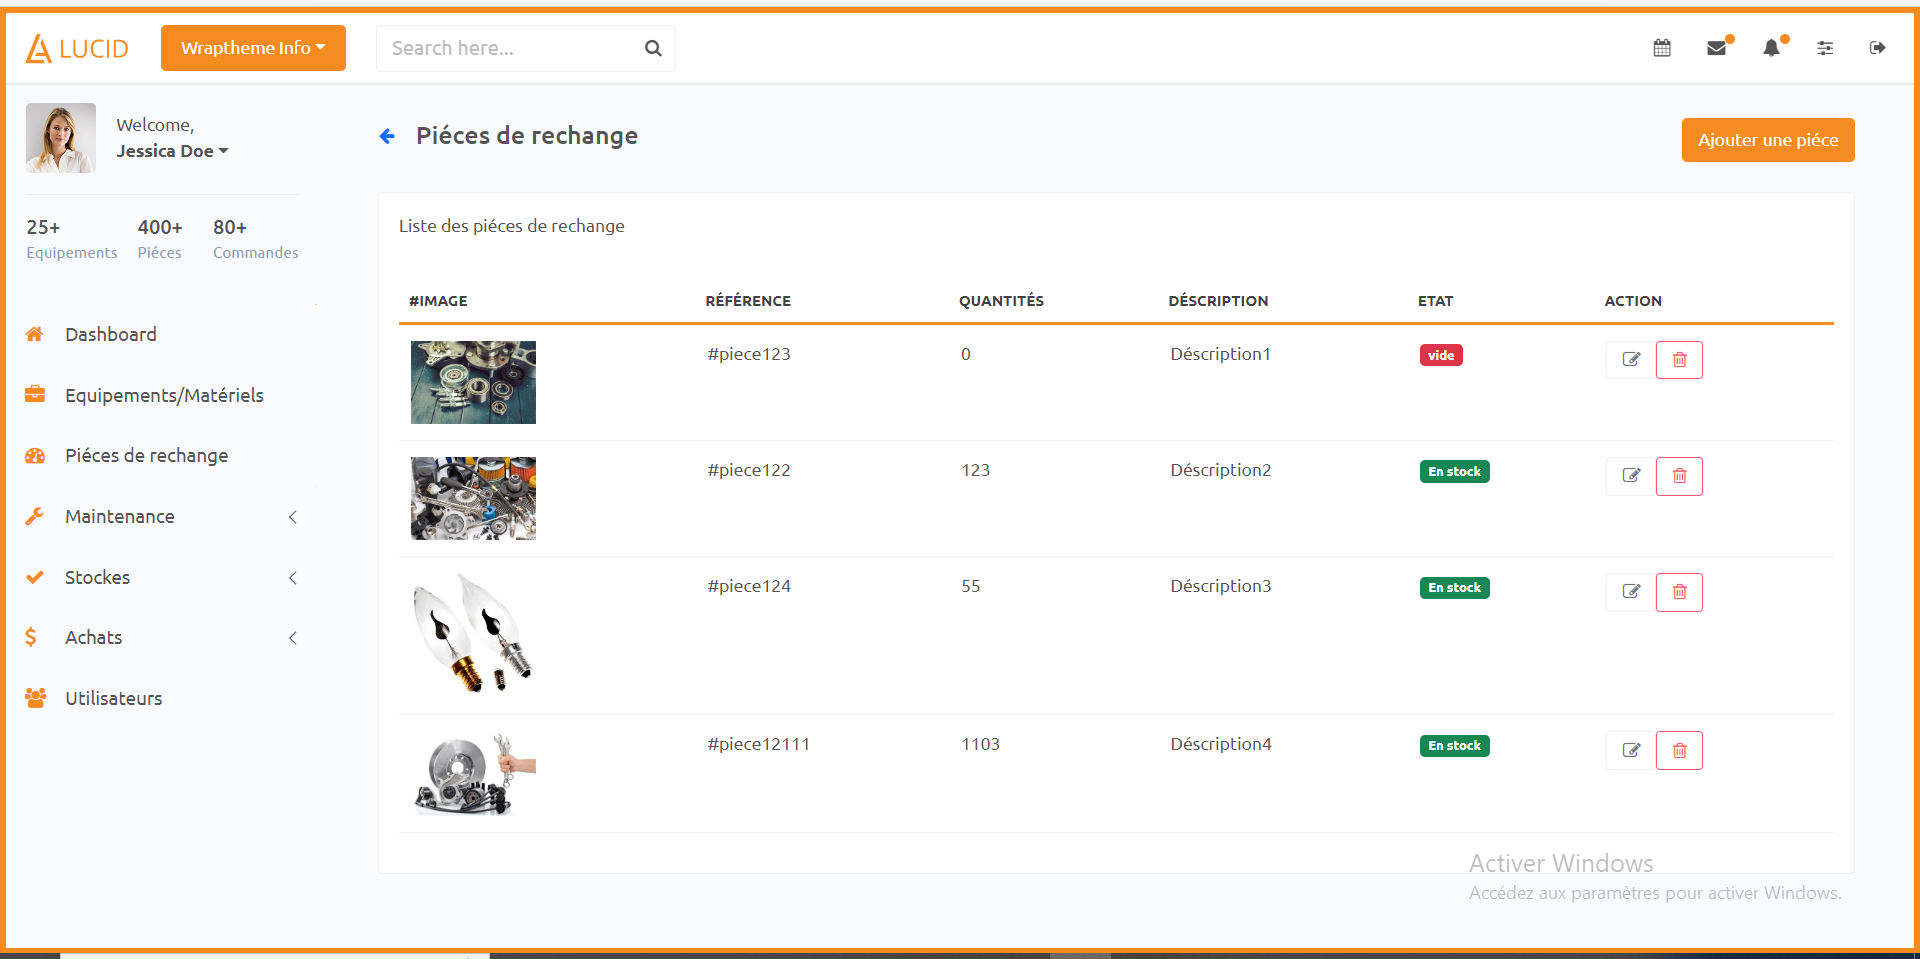 LUCID
Wraptheme Info
Search here...
Welcome,
Jessica Doe
25+ 400+ 80+
Equipements Piéces Commandes
Dashboard
Equipements/Matériels
Piéces de rechange
Maintenance
Stockes
Achats
Utilisateurs
Piéces de rechange
Ajouter une piéce
Liste des piéces de rechange
#IMAGE RÉFÉRENCE QUANTITÉS DÉSCRIPTION ETAT ACTION
#piece123 0 Déscription1 vide
#piece122 123 Déscription2 En stock
#piece124 55 Déscription3 En stock
#piece12111 1103 Déscription4 En stock
Activer Windows
Accédez aux paramètres pour activer Windows.